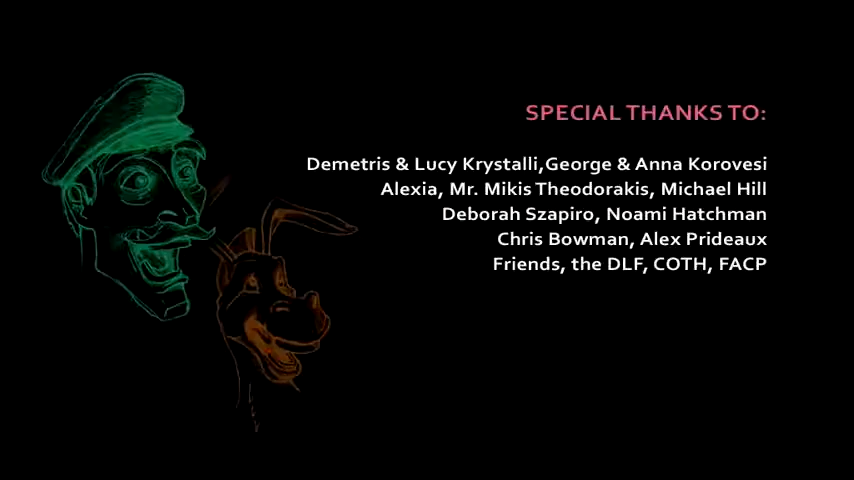 SPECIAL THANKS TO:
Demetris & Lucy Krystalli,George & Anna Korovesi
Alexia, Mr. Mikis Theodorakis, Michael Hill
Deborah Szapiro, Noami Hatchman
Chris Bowman, Alex Prideaux
Friends, the DLF, COTH, FACP